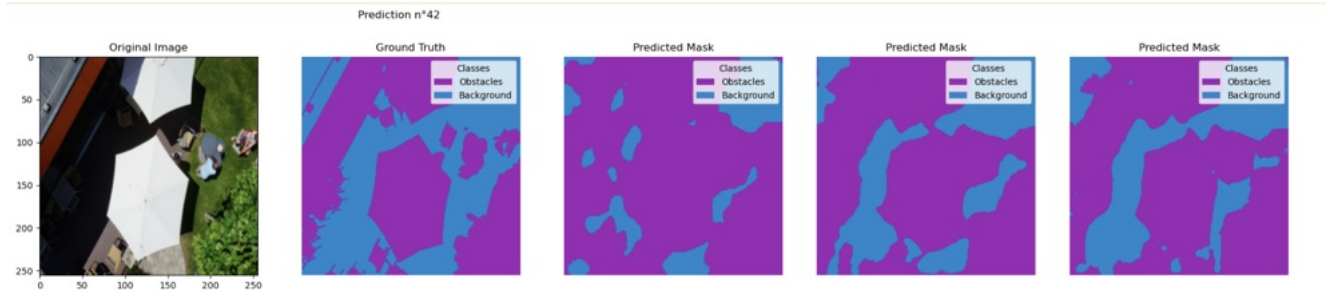 Prediction n°42
Original Image
0
50
100
150
200
250
0 50 100 150 200 250
Ground Truth
Classes
Obstacles
Background
Predicted Mask
Classes
Obstacles
Background
Predicted Mask
Classes
Obstacles
Background
Predicted Mask
Classes
Obstacles
Background